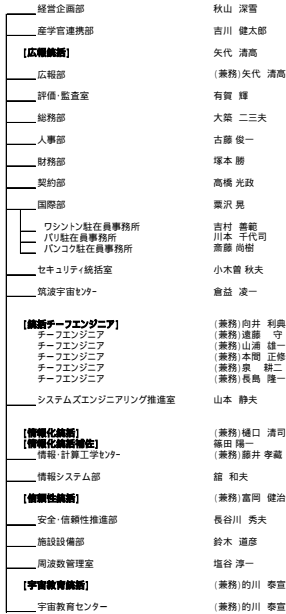 経営企画部 秋山 深雪
産学官連携部 吉川 健太郎
[広報統括] 矢代 清高
広報部 (兼務)矢代 清高
評価・監査室 有賀 輝
総務部 大築 二三夫
人事部 古藤 俊一
財務部 塚本 勝
契約部 高橋 光政
国際部 粟沢 晃
ワシントン駐在員事務所 吉村 善範
パリ駐在員事務所 川本 千代司
バンコク駐在員事務所 斎藤 尚樹
セキュリティ統括室 小木曽 秋夫
筑波宇宙センター 倉益 凌一
[統括チーフエンジニア] (兼務)向井 利典
チーフエンジニア (兼務)遠藤 守
チーフエンジニア (兼務)山浦 雄一
チーフエンジニア (兼務)本間 正修
チーフエンジニア (兼務)泉 耕二
チーフエンジニア (兼務)長島 隆一
システムズエンジニアリング推進室 山本 静夫
[情報化統括] (兼務)樋口 清司
[情報化統括補佐] 篠田 陽一
情報・計算工学センター (兼務)藤井 孝藏
情報システム部 舘 和夫
[信頼性統括] (兼務)冨岡 健治
安全・信頼性推進部 長谷川 秀夫
施設設備部 鈴木 道彦
周波数管理室 塩谷 淳一
[宇宙教育統括] (兼務)的川 泰宣
宇宙教育センター (兼務)的川 泰宣